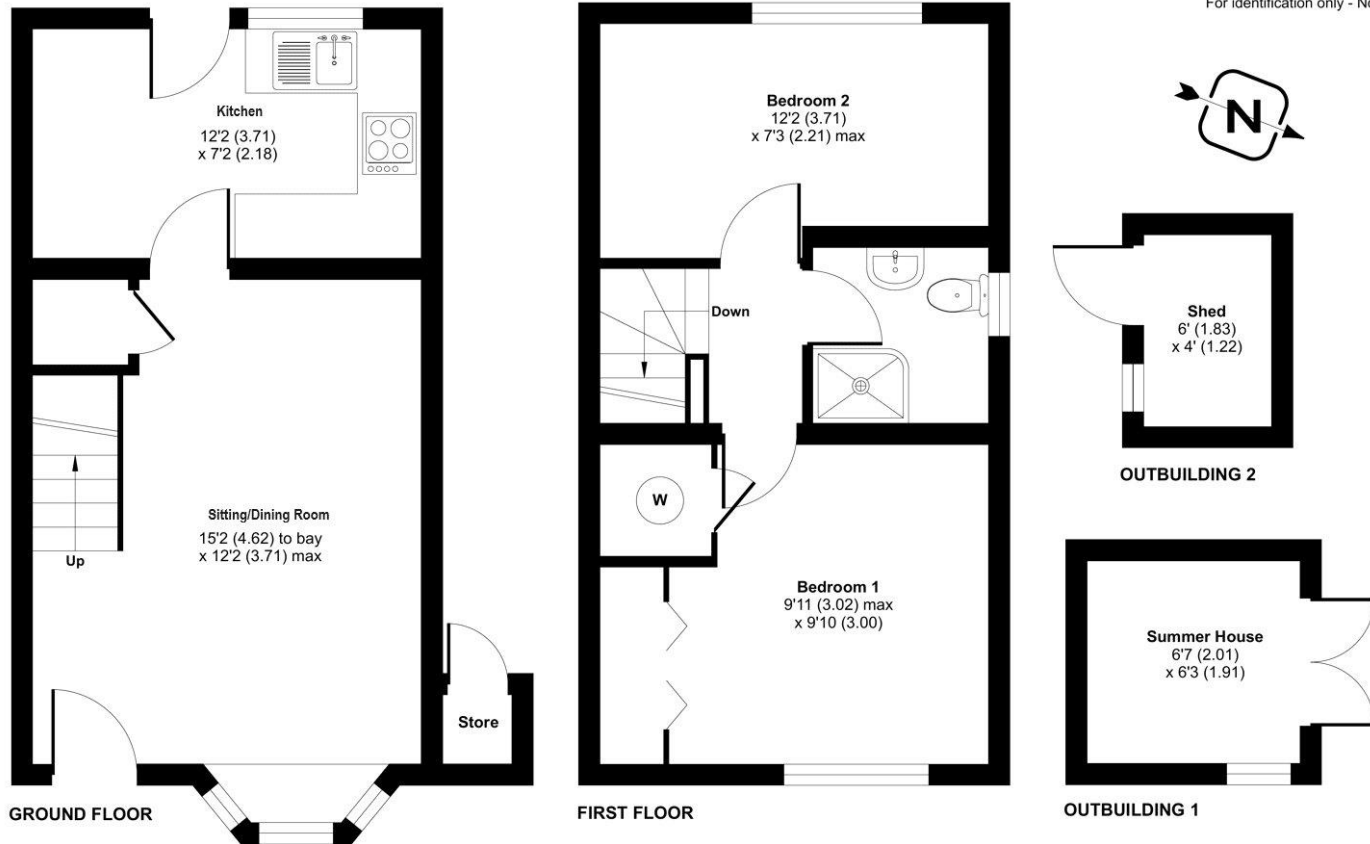 For identification only - No
Kitchen
12'2 (3.71)
x 7'2 (2.18)
Sitting/Dining Room
15'2 (4.62) to bay
x 12'2 (3.71) max
Up
Store
GROUND FLOOR
Bedroom 2
12'2 (3.71)
x 7'3 (2.21) max
Down
W
Bedroom 1
9'11 (3.02) max
x 9'10 (3.00)
FIRST FLOOR
N
Shed
6' (1.83)
x 4' (1.22)
OUTBUILDING 2
Summer House
6'7 (2.01)
x 6'3 (1.91)
OUTBUILDING 1